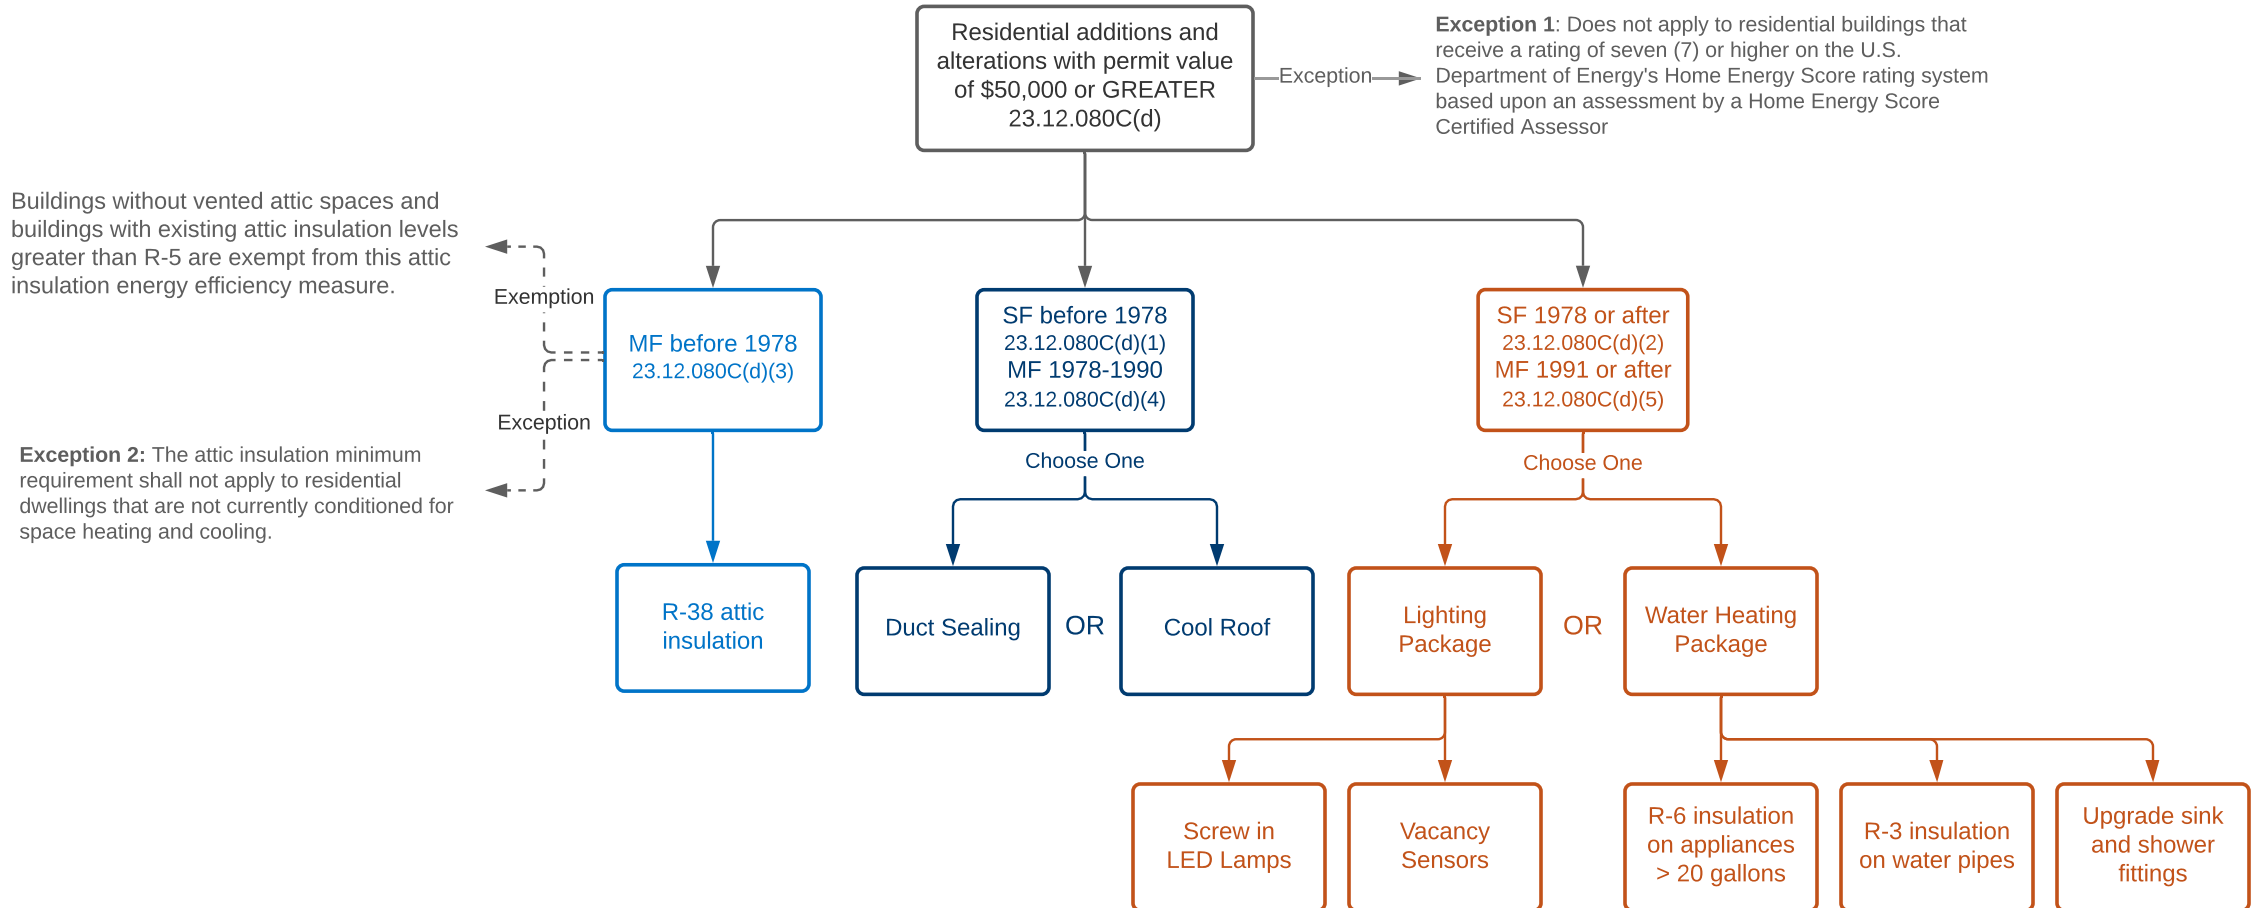 Residential additions and
alterations with permit value
of $50,000 or GREATER
23.12.080C(d)
Exception
Exception 1: Does not apply to residential buildings that
receive a rating of seven (7) or higher on the U.S.
Department of Energy's Home Energy Score rating system
based upon an assessment by a Home Energy Score
Certified Assessor
Buildings without vented attic spaces and
buildings with existing attic insulation levels
greater than R-5 are exempt from this attic
insulation energy efficiency measure.
Exemption
Exception
Exception 2: The attic insulation minimum
requirement shall not apply to residential
dwellings that are not currently conditioned for
space heating and cooling.
MF before 1978
23.12.080C(d)(3)
SF before 1978
23.12.080C(d)(1)
MF 1978-1990
23.12.080C(d)(4)
SF 1978 or after
23.12.080C(d)(2)
MF 1991 or after
23.12.080C(d)(5)
Choose One
Choose One
R-38 attic
insulation
Duct Sealing
OR
Cool Roof
Lighting
Package
OR
Water Heating
Package
Screw in
LED Lamps
Vacancy
Sensors
R-6 insulation
on appliances
> 20 gallons
R-3 insulation
on water pipes
Upgrade sink
and shower
fittings